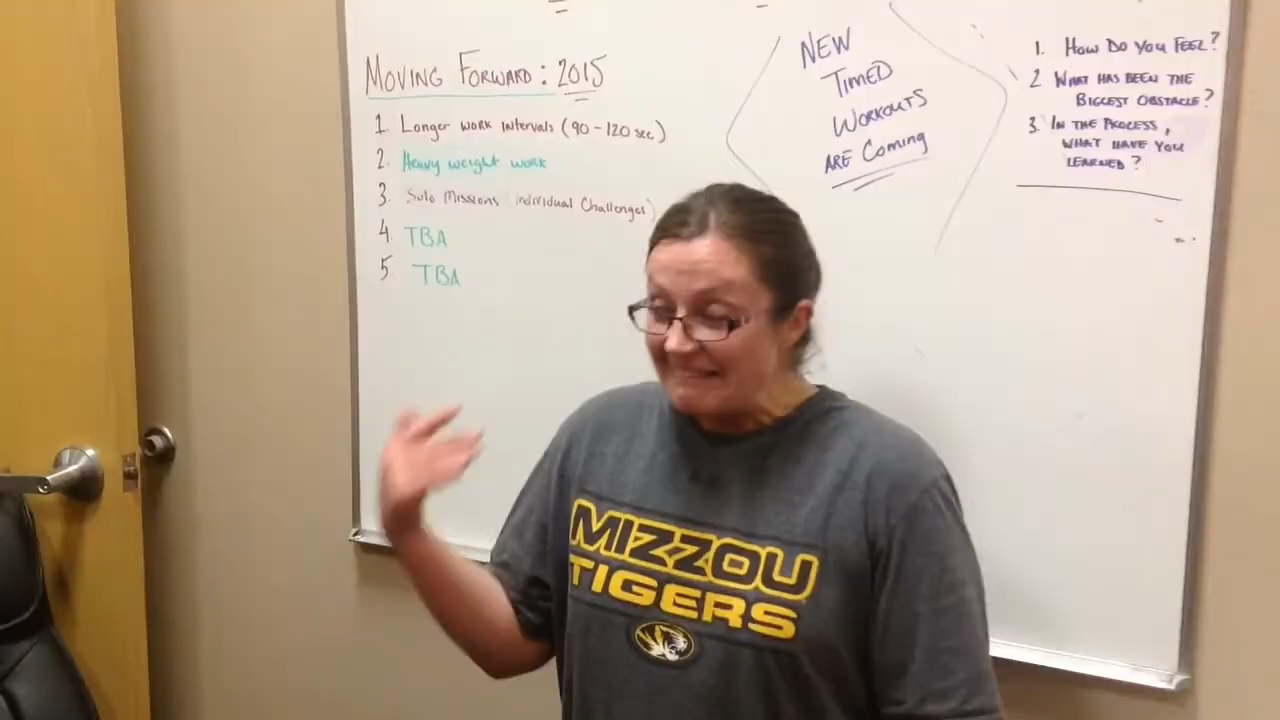 MOVING FORWARD: 2015
1. Longer work intervals (90-120 sec)
2. Heavy weight work
3. Solo Missions (individual Challenges)
4. TBA
5. TBA
NEW
TIMED
WORKOUTS
ARE Coming
1. HOW DO YOU FEEL?
2 WHAT HAS BEEN THE
BIGGEST OBSTACLE?
3. IN THE PROCESS,
WHAT HAVE YOU
LEARNED?
MIZZOU
TIGERS